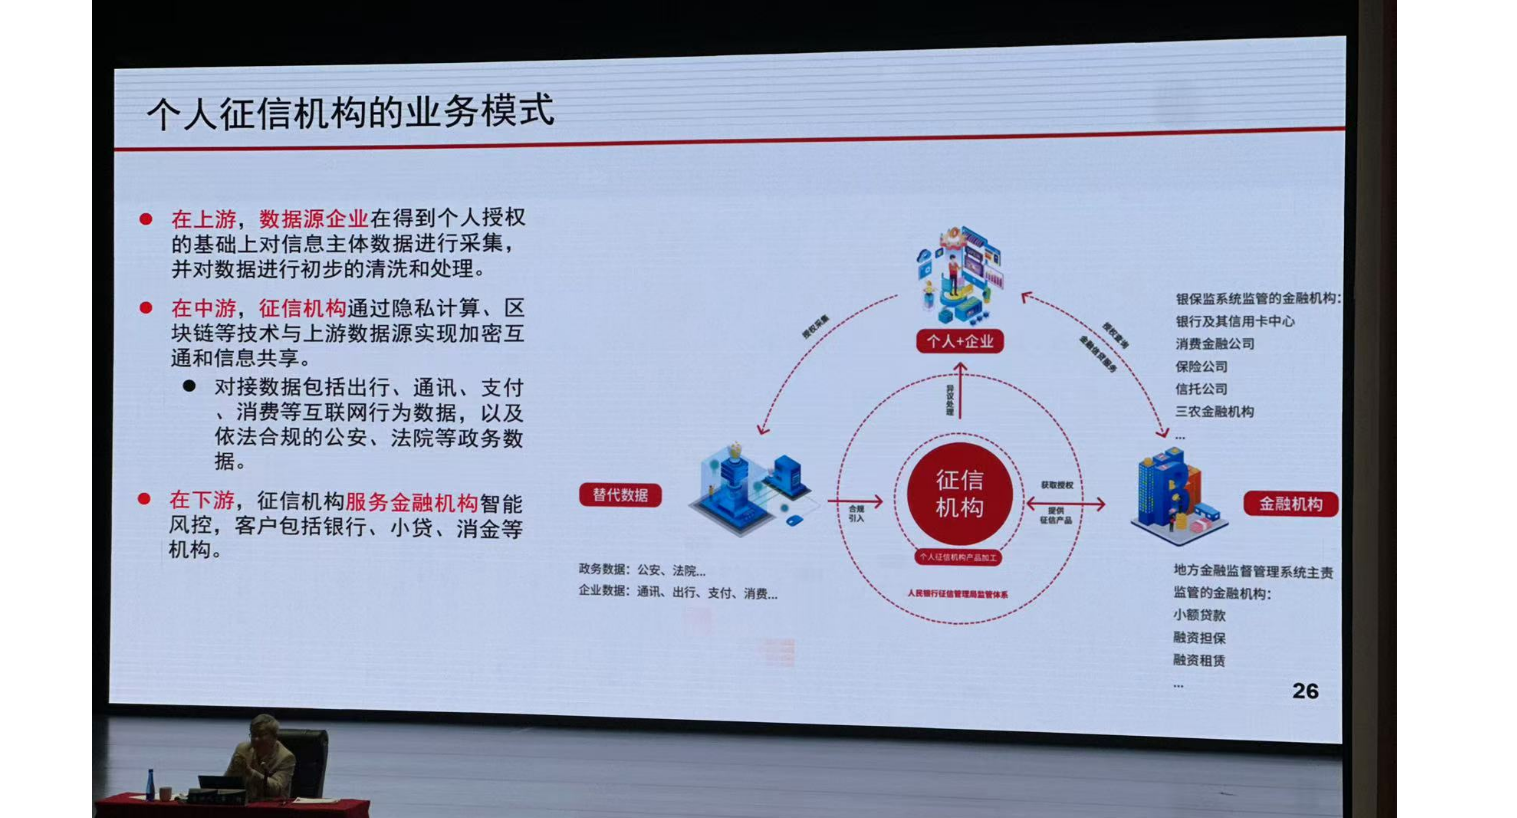 个人征信机构的业务模式
在上游，数据源企业在得到个人授权
的基础上对信息主体数据进行采集，
并对数据进行初步的清洗和处理。
在中游，征信机构通过隐私计算、区
块链等技术与上游数据源实现加密互
通和信息共享。
对接数据包括出行、通讯、支付
、消费等互联网行为数据，以及
依法合规的公安、法院等政务数
据。
在下游，征信机构服务金融机构智能
风控，客户包括银行、小贷、消金等
机构。
个人+企业
授权采集
授权查询
金融信贷服务
异议处理
替代数据
合规
引入
征信
机构
获取授权
提供
征信产品
金融机构
个人征信机构产品加工
人民银行征信管理局监管体系
政务数据：公安、法院...
企业数据：通讯、出行、支付、消费...
银保监系统监管的金融机构：
银行及其信用卡中心
消费金融公司
保险公司
信托公司
三农金融机构
...
地方金融监督管理系统主责
监管的金融机构：
小额贷款
融资担保
融资租赁
...
26